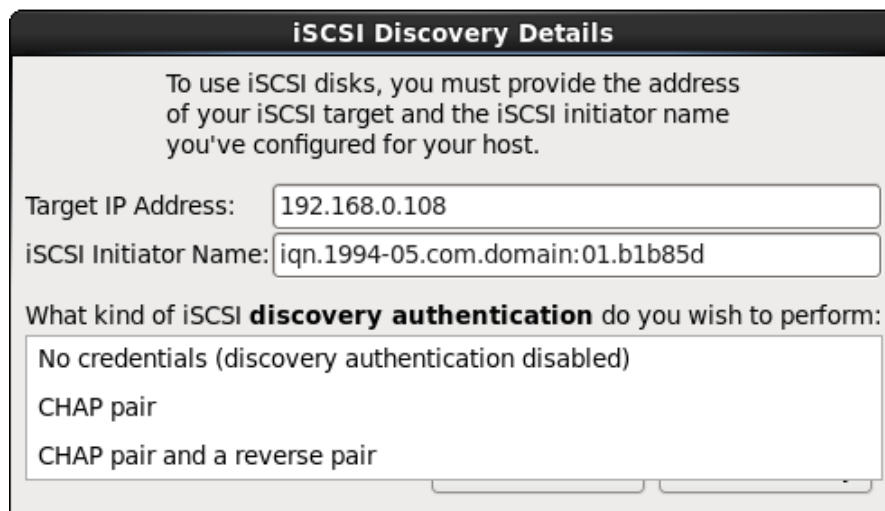 iSCSI Discovery Details
To use iSCSI disks, you must provide the address
of your iSCSI target and the iSCSI initiator name
you've configured for your host.
Target IP Address: 192.168.0.108
iSCSI Initiator Name: iqn.1994-05.com.domain:01.b1b85d
What kind of iSCSI discovery authentication do you wish to perform:
No credentials (discovery authentication disabled)
CHAP pair
CHAP pair and a reverse pair